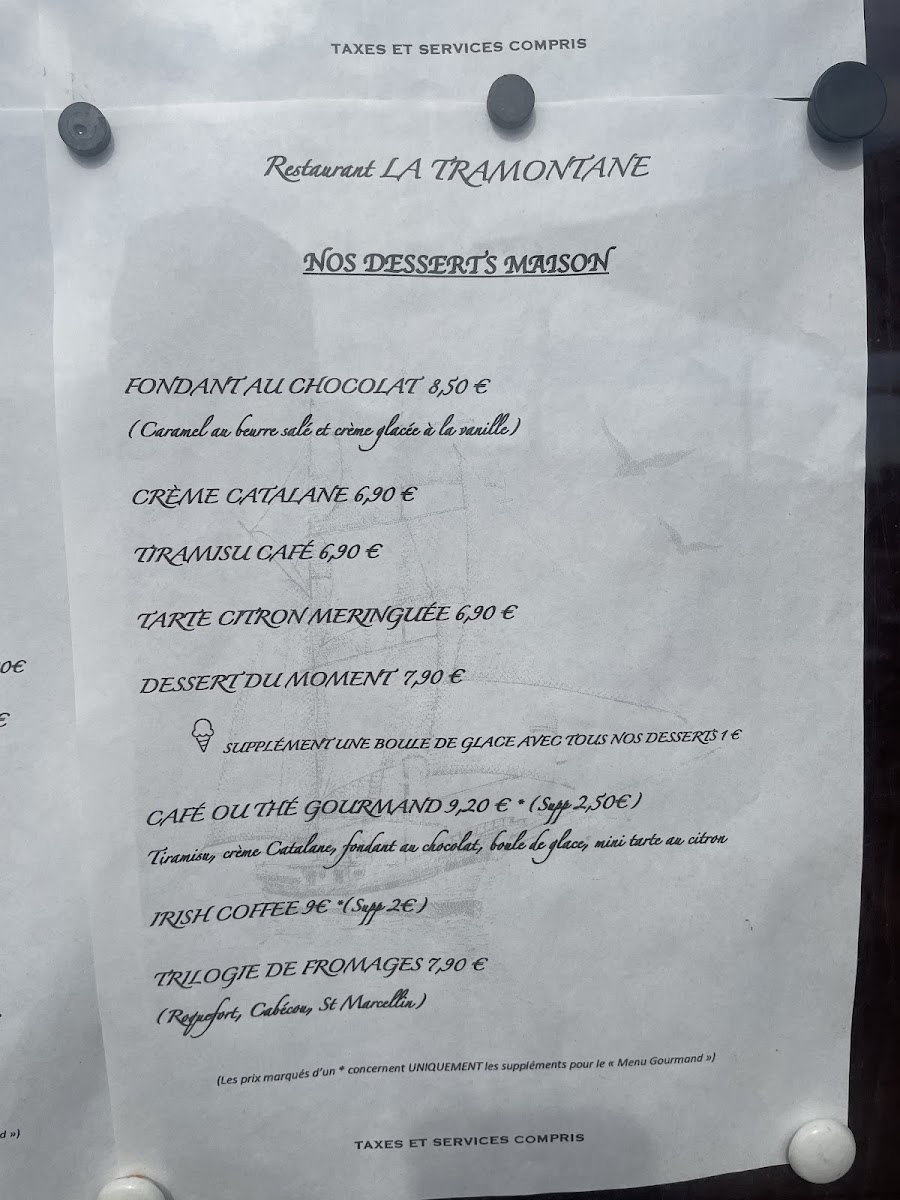 TAXES ET SERVICES COMPRIS
Restaurant LA TRAMONTANE
NOS DESSERTS MAISON
FONDANT AU CHOCOLAT 8,50 €
(Caramel au beurre salé et crème glacée à la vanille)
CRÈME CATALANE 6,90 €
TIRAMISU CAFÉ 6,90 €
TARTE CITRON MERINGUÉE 6,90 €
DESSERT DU MOMENT 7,90 €
SUPPLÉMENT UNE BOULE DE GLACE AVEC TOUS NOS DESSERTS 1 €
CAFÉ OU THÉ GOURMAND 9,20 € * (Supp 2,50€)
Tiramisu, crème Catalane, fondant au chocolat, boule de glace, mini tarte au citron
IRISH COFFEE 9€ *(Supp 2€)
TRILOGIE DE FROMAGES 7,90 €
(Roquefort, Cabécou, St Marcellin)
(Les prix marqués d'un * concernent UNIQUEMENT les suppléments pour le « Menu Gourmand »)
TAXES ET SERVICES COMPRIS
0€
€
d »)